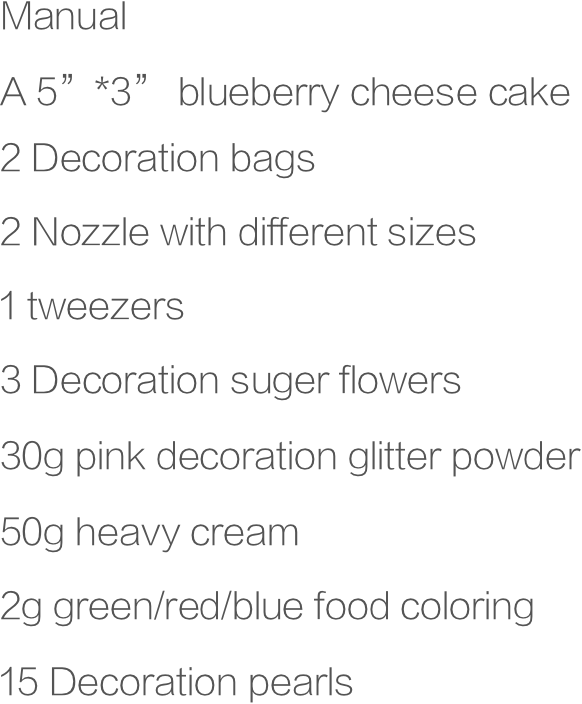 Manual
A 5” *3” blueberry cheese cake
2 Decoration bags
2 Nozzle with different sizes
1 tweezers
3 Decoration suger flowers
30g pink decoration glitter powder
50g heavy cream
2g green/red/blue food coloring
15 Decoration pearls